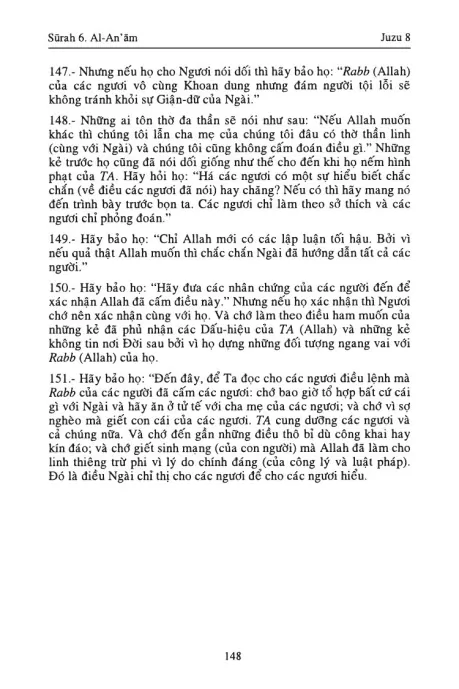 Sūrah 6. Al-An’ām Juzu 8
147.- Nhưng nếu họ cho Ngươi nói dối thì hãy bảo họ: “Rabb (Allah)
của các ngươi vô cùng Khoan dung nhưng đám người tội lỗi sẽ
không tránh khỏi sự Giận-dữ của Ngài.”
148.- Những ai tôn thờ đa thần sẽ nói như sau: “Nếu Allah muốn
khác thì chúng tôi lẫn cha mẹ của chúng tôi đâu có thờ thần linh
(cùng với Ngài) và chúng tôi cũng không cấm đoán điều gì.” Những
kẻ trước họ cũng đã nói dối giống như thế cho đến khi họ nếm hình
phạt của TA. Hãy hỏi họ: “Há các ngươi có một sự hiểu biết chắc
chắn (về điều các ngươi đã nói) hay chăng? Nếu có thì hãy mang nó
đến trình bày trước bọn ta. Các ngươi chỉ làm theo sở thích và các
ngươi chỉ phỏng đoán.”
149.- Hãy bảo họ: “Chỉ Allah mới có các lập luận tối hậu. Bởi vì
nếu quả thật Allah muốn thì chắc chắn Ngài đã hướng dẫn tất cả các
người.”
150.- Hãy bảo họ: “Hãy đưa các nhân chứng của các ngươi đến để
xác nhận Allah đã cấm điều này.” Nhưng nếu họ xác nhận thì Ngươi
chớ nên xác nhận cùng với họ. Và chớ làm theo điều ham muốn của
những kẻ đã phủ nhận các Dấu-hiệu của TA (Allah) và những kẻ
không tin nơi Đời sau bởi vì họ dựng những đối tượng ngang vai với
Rabb (Allah) của họ.
151.- Hãy bảo họ: “Đến đây, để Ta đọc cho các ngươi điều lệnh mà
Rabb của các ngươi đã cấm các ngươi: chớ bao giờ tổ hợp bất cứ cái
gì với Ngài và hãy ăn ở tử tế với cha mẹ của các ngươi; và chớ vì sợ
nghèo mà giết con cái của các ngươi. TA cung dưỡng các ngươi và
cả chúng nữa. Và chớ đến gần những điều thô bỉ dù công khai hay
kín đáo; và chớ giết sinh mạng (của con người) mà Allah đã làm cho
linh thiêng trừ phi vì lý do chính đáng (của công lý và luật pháp).
Đó là điều Ngài chỉ thị cho các ngươi để cho các ngươi hiểu.
148